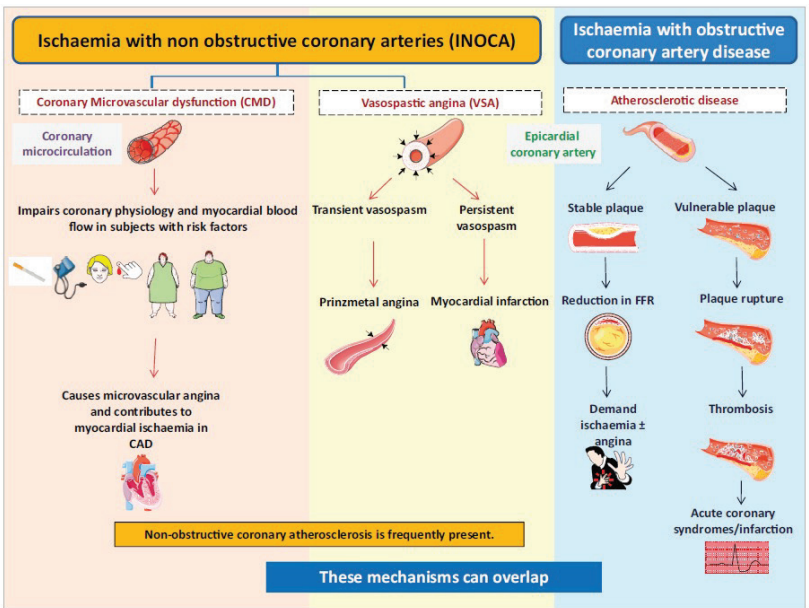 Ischaemia with non obstructive coronary arteries (INOCA)
Ischaemia with obstructive
coronary artery disease
Coronary Microvascular dysfunction (CMD)
Vasospastic angina (VSA)
Atherosclerotic disease
Coronary
microcirculation
Epicardial
coronary artery
Impairs coronary physiology and myocardial blood
flow in subjects with risk factors
Transient vasospasm
Persistent
vasospasm
Stable plaque
Vulnerable plaque
Prinzmetal angina
Myocardial infarction
Reduction in FFR
Plaque rupture
Causes microvascular angina
and contributes to
myocardial ischaemia in
CAD
Demand
ischaemia ±
angina
Thrombosis
Acute coronary
syndromes/infarction
Non-obstructive coronary atherosclerosis is frequently present.
These mechanisms can overlap